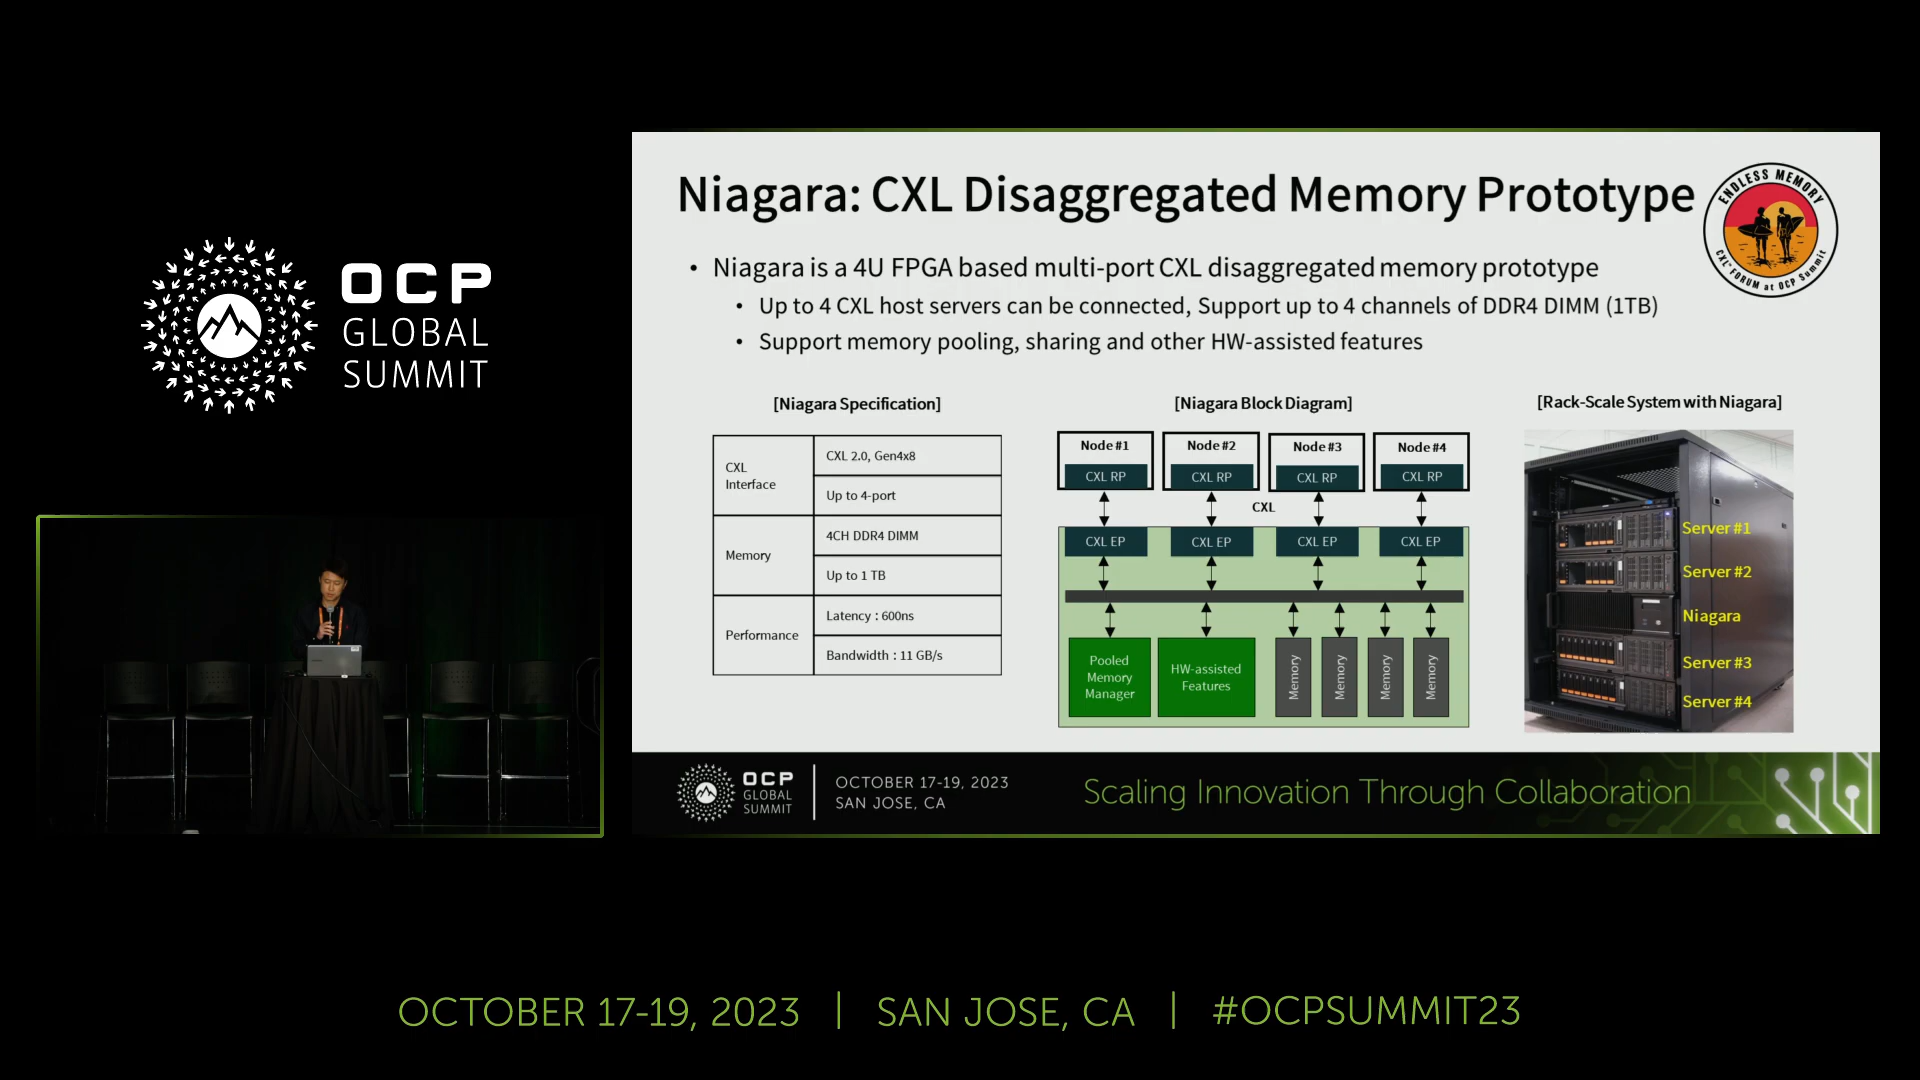 OCP
GLOBAL
SUMMIT
Niagara: CXL Disaggregated Memory Prototype
ENDLESS MEMORY
CXL™ FORUM at OCP Summit
• Niagara is a 4U FPGA based multi-port CXL disaggregated memory prototype
• Up to 4 CXL host servers can be connected, Support up to 4 channels of DDR4 DIMM (1TB)
• Support memory pooling, sharing and other HW-assisted features
[Niagara Specification]
CXL
Interface
CXL 2.0, Gen4x8
Up to 4-port
Memory
4CH DDR4 DIMM
Up to 1 TB
Performance
Latency : 600ns
Bandwidth : 11 GB/s
[Niagara Block Diagram]
Node #1
Node #2
Node #3
Node #4
CXL RP
CXL RP
CXL RP
CXL RP
CXL
CXL EP
CXL EP
CXL EP
CXL EP
Pooled
Memory
Manager
HW-assisted
Features
Memory
Memory
Memory
Memory
[Rack-Scale System with Niagara]
Server #1
Server #2
Niagara
Server #3
Server #4
OCP
GLOBAL
SUMMIT
OCTOBER 17-19, 2023
SAN JOSE, CA
Scaling Innovation Through Collaboration
OCTOBER 17-19, 2023 | SAN JOSE, CA | #OCPSUMMIT23